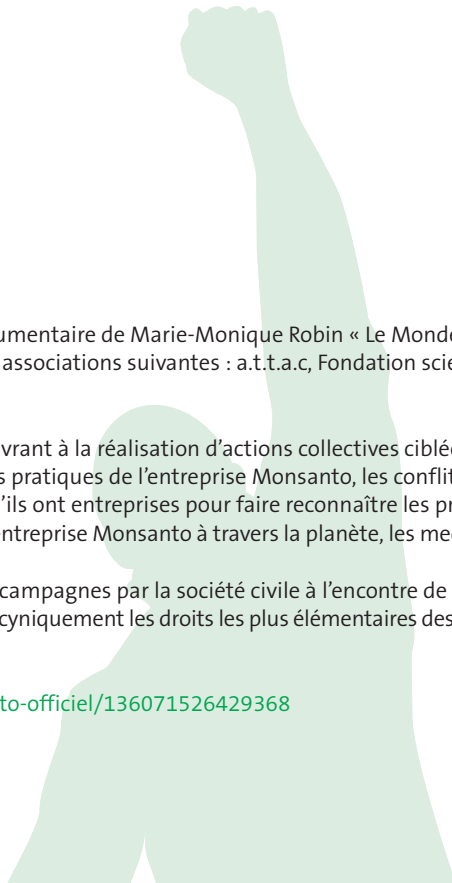 umentaire de Marie-Monique Robin « Le Monde
associations suivantes : a.t.t.a.c, Fondation scie
vrant à la réalisation d’actions collectives ciblé
s pratiques de l’entreprise Monsanto, les conflit
’ils ont entreprises pour faire reconnaître les pr
entreprise Monsanto à travers la planète, les me
campagnes par la société civile à l’encontre de
cyniquement les droits les plus élémentaires des
to-officiel/136071526429368